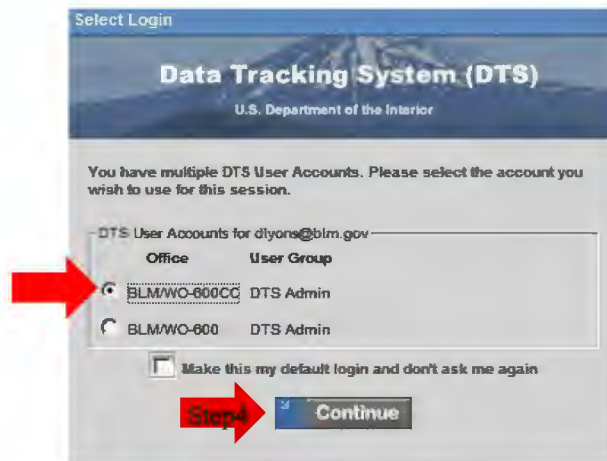 Select Login
Data Tracking System (DTS)
U.S. Department of the Interior
You have multiple DTS User Accounts. Please select the account you
wish to use for this session.
DTS User Accounts for dlyons@blm.gov
Office User Group
BLM/WO-600CC DTS Admin
BLM/WO-600 DTS Admin
Make this my default login and don't ask me again
Step4 Continue